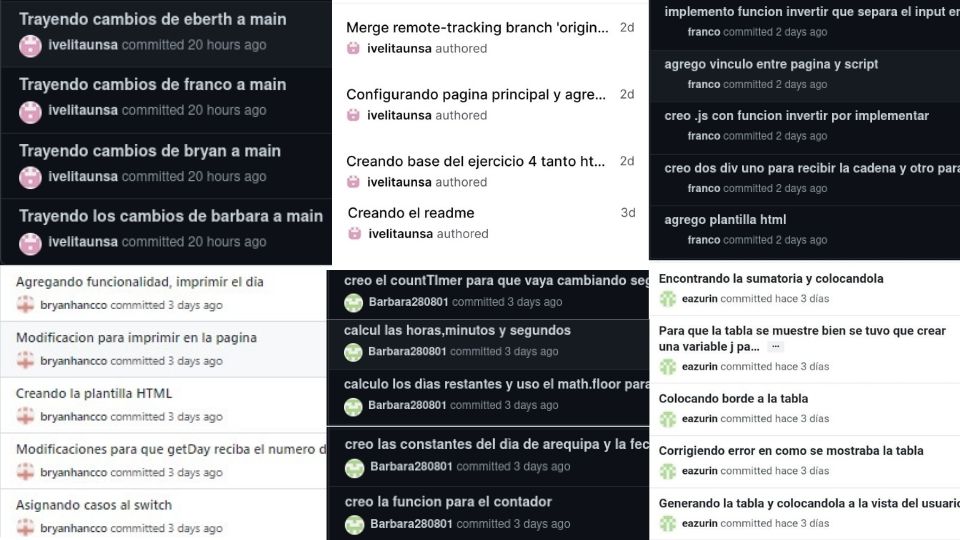 Trayendo cambios de eberth a main
ivelitaunsa committed 20 hours ago
Trayendo cambios de franco a main
ivelitaunsa committed 20 hours ago
Trayendo cambios de bryan a main
ivelitaunsa committed 20 hours ago
Trayendo los cambios de barbara a main
ivelitaunsa committed 20 hours ago
Merge remote-tracking branch 'origin... 2d
ivelitaunsa authored
Configurando pagina principal y agre... 2d
ivelitaunsa authored
Creando base del ejercicio 4 tanto ht... 2d
ivelitaunsa authored
Creando el readme 3d
ivelitaunsa authored
implemento funcion invertir que separa el input en
franco committed 2 days ago
agrego vinculo entre pagina y script
franco committed 2 days ago
creo .js con funcion invertir por implementar
franco committed 2 days ago
creo dos div uno para recibir la cadena y otro para
franco committed 2 days ago
agrego plantilla html
franco committed 2 days ago
Agregando funcionalidad, imprimir el día
bryanhancco committed 3 days ago
Modificacion para imprimir en la pagina
bryanhancco committed 3 days ago
Creando la plantilla HTML
bryanhancco committed 3 days ago
Modificaciones para que getDay reciba el numero d
bryanhancco committed 3 days ago
Asignando casos al switch
bryanhancco committed 3 days ago
creo el countTImer para que vaya cambiando seg
Barbara280801 committed 3 days ago
calcul las horas,minutos y segundos
Barbara280801 committed 3 days ago
calculo los dìas restantes y uso el math.floor para
Barbara280801 committed 3 days ago
creo las constantes del dìa de arequipa y la fec
Barbara280801 committed 3 days ago
creo la funcion para el contador
Barbara280801 committed 3 days ago
Encontrando la sumatoria y colocandola
eazurin committed hace 3 días
Para que la tabla se muestre bien se tuvo que crear
una variable j pa... ...
eazurin committed hace 3 días
Colocando borde a la tabla
eazurin committed hace 3 días
Corrigiendo error en como se mostraba la tabla
eazurin committed hace 3 días
Generando la tabla y colocandola a la vista del usuario
eazurin committed hace 3 días